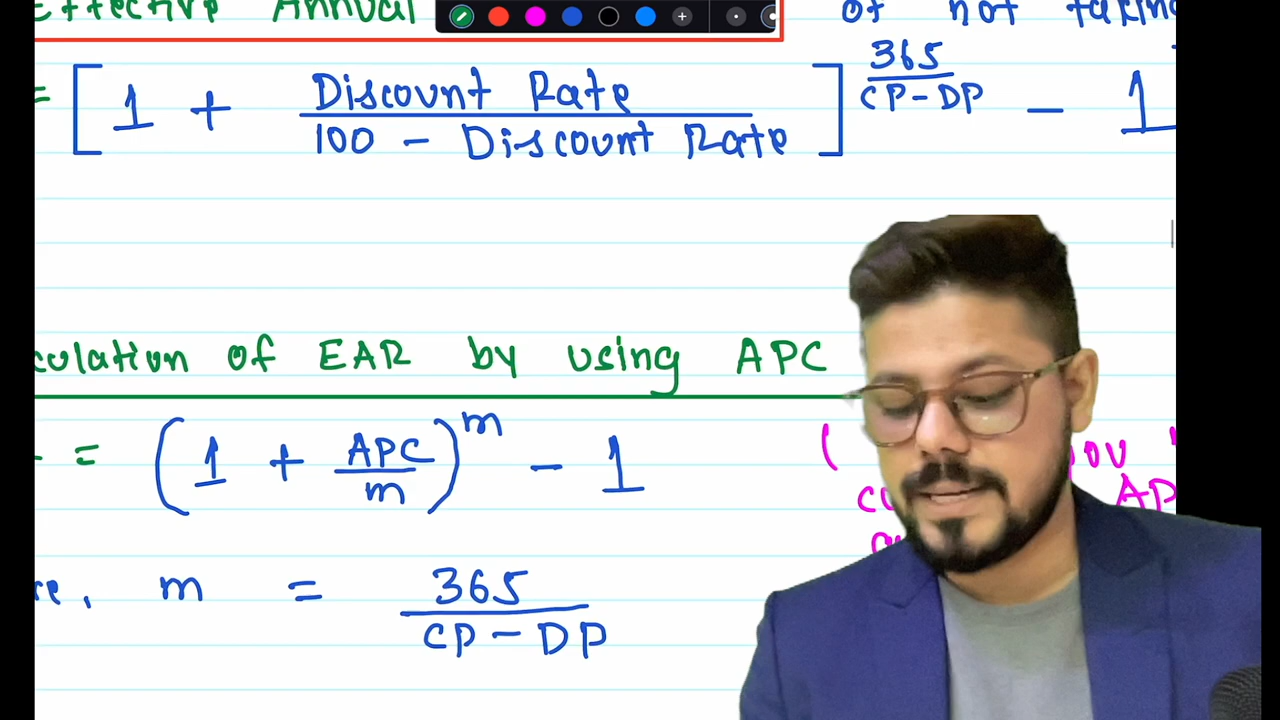 Effective Annual
of not taking
= [ 1 + Discount Rate / 100 - Discount Rate ] 365 / CP - DP - 1
culation of EAR by using APC
= ( 1 + APC / m ) m - 1
(
AP
re, m = 365 / CP - DP